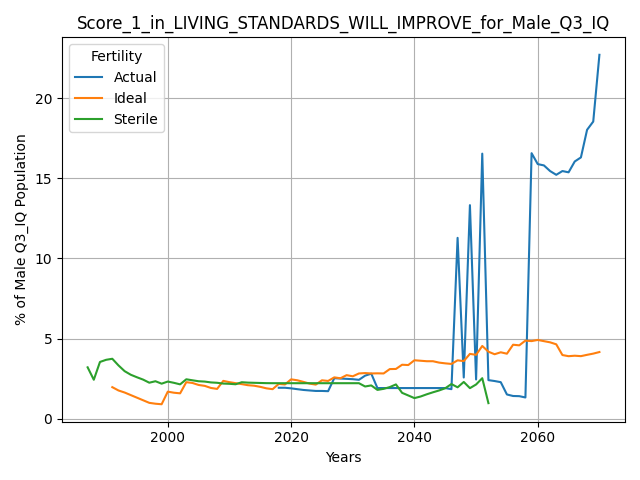 Score_1_in_LIVING_STANDARDS_WILL_IMPROVE_for_Male_Q3_IQ
Fertility
Actual
Ideal
Sterile
% of Male Q3_IQ Population
20
15
10
5
0
2000
2020
2040
2060
Years